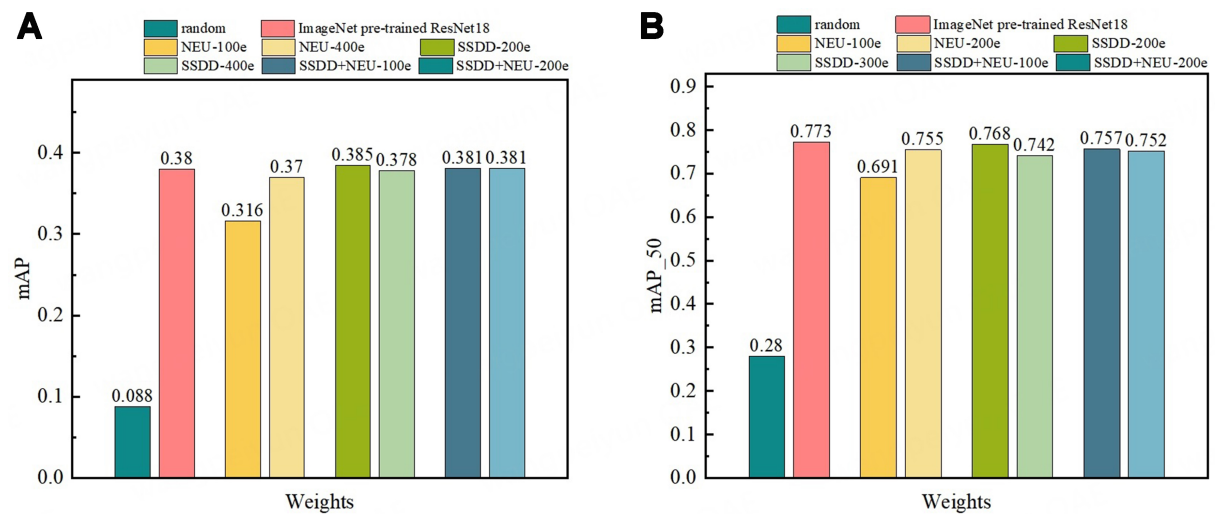 A
random ImageNet pre-trained ResNet18
NEU-100e NEU-400e SSDD-200e
SSDD-400e SSDD+NEU-100e SSDD+NEU-200e
0.4
0.3
0.2
0.1
0.0
mAP
0.088
0.38
0.316
0.37
0.385
0.378
0.381
0.381
Weights
B
random ImageNet pre-trained ResNet18
NEU-100e NEU-200e SSDD-200e
SSDD-300e SSDD+NEU-100e SSDD+NEU-200e
0.9
0.8
0.7
0.6
0.5
0.4
0.3
0.2
0.1
0.0
mAP_50
0.28
0.773
0.691
0.755
0.768
0.742
0.757
0.752
Weights